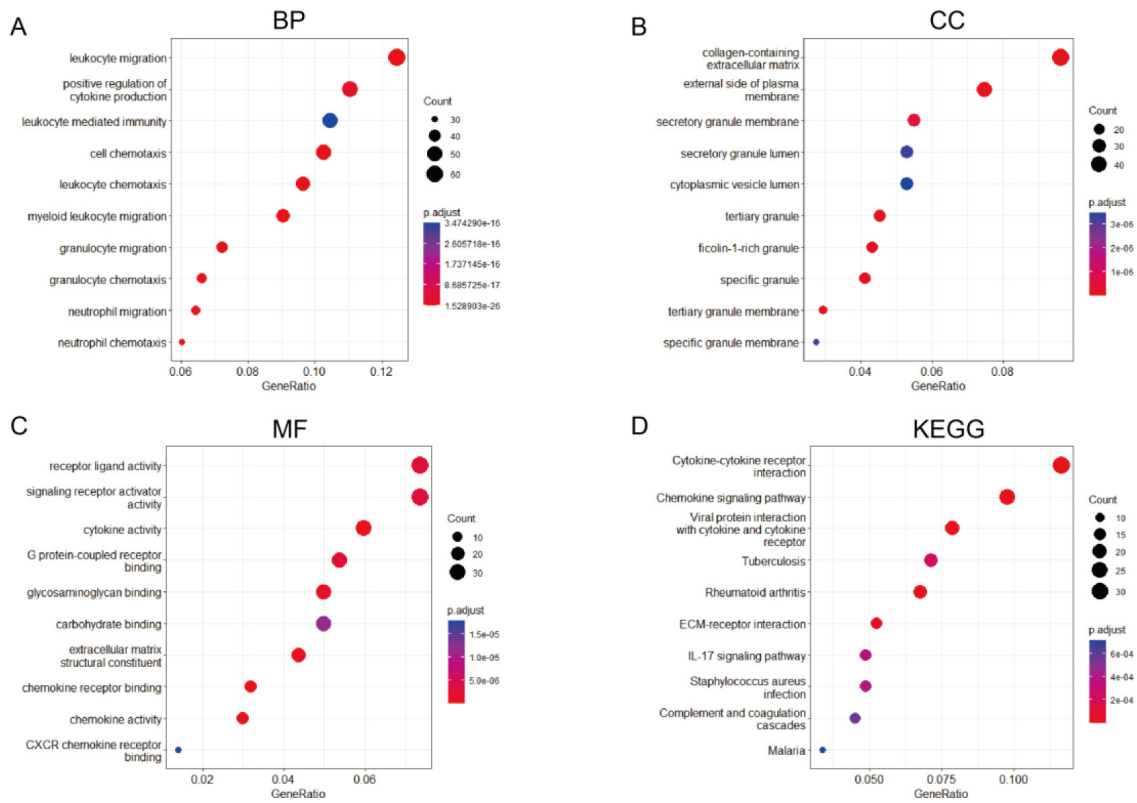 A
BP
leukocyte migration
positive regulation of
cytokine production
leukocyte mediated immunity
cell chemotaxis
leukocyte chemotaxis
myeloid leukocyte migration
granulocyte migration
granulocyte chemotaxis
neutrophil migration
neutrophil chemotaxis
0.06 0.08 0.10 0.12
GeneRatio
Count
30
40
50
60
p.adjust
3.474290e-16
2.605718e-16
1.737145e-16
8.685725e-17
1.528903e-26
B
CC
collagen-containing
extracellular matrix
external side of plasma
membrane
secretory granule membrane
secretory granule lumen
cytoplasmic vesicle lumen
tertiary granule
ficolin-1-rich granule
specific granule
tertiary granule membrane
specific granule membrane
0.04 0.06 0.08
GeneRatio
Count
20
30
40
p.adjust
3e-06
2e-06
1e-06
C
MF
receptor ligand activity
signaling receptor activator
activity
cytokine activity
G protein-coupled receptor
binding
glycosaminoglycan binding
carbohydrate binding
extracellular matrix
structural constituent
chemokine receptor binding
chemokine activity
CXCR chemokine receptor
binding
0.02 0.04 0.06
GeneRatio
Count
10
20
30
p.adjust
1.5e-05
1.0e-05
5.0e-06
D
KEGG
Cytokine-cytokine receptor
interaction
Chemokine signaling pathway
Viral protein interaction
with cytokine and cytokine
receptor
Tuberculosis
Rheumatoid arthritis
ECM-receptor interaction
IL-17 signaling pathway
Staphylococcus aureus
infection
Complement and coagulation
cascades
Malaria
0.050 0.075 0.100
GeneRatio
Count
10
15
20
25
30
p.adjust
6e-04
4e-04
2e-04